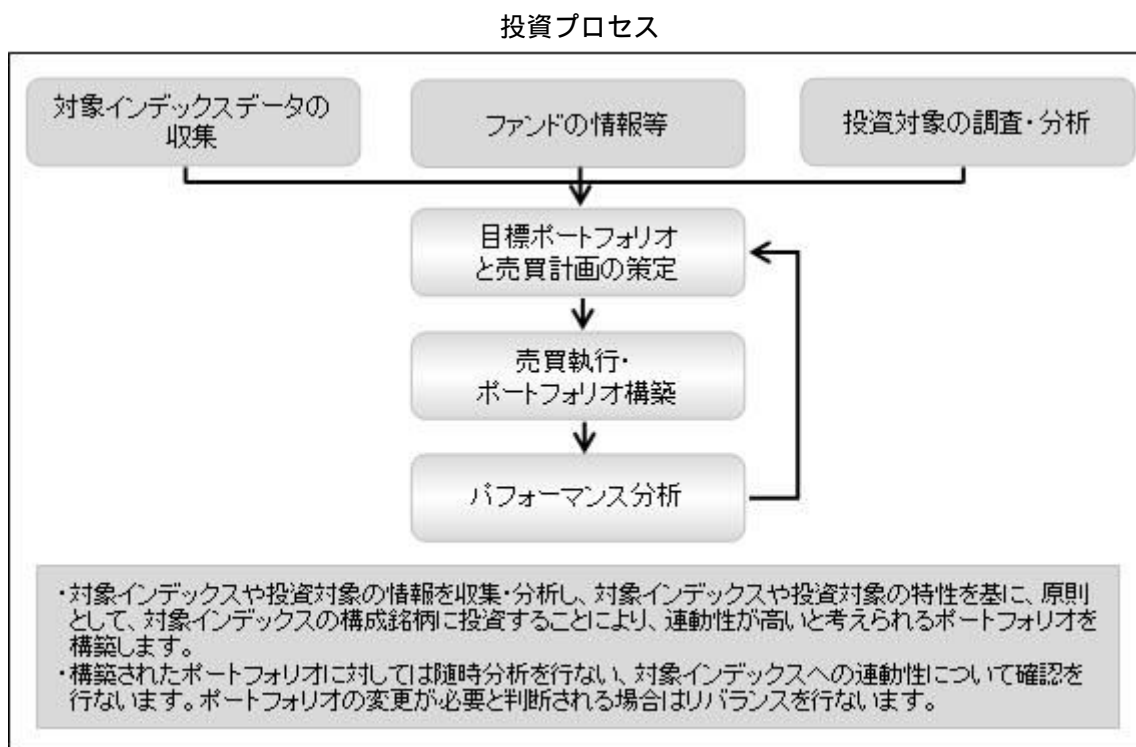 投資プロセス
対象インデックスデータの
収集
ファンドの情報等
投資対象の調査・分析
目標ポートフォリオ
と売買計画の策定
売買執行・
ポートフォリオ構築
パフォーマンス分析
・対象インデックスや投資対象の情報を収集・分析し、対象インデックスや投資対象の特性を基に、原則
として、対象インデックスの構成銘柄に投資することにより、連動性が高いと考えられるポートフォリオを
構築します。
・構築されたポートフォリオに対しては随時分析を行ない、対象インデックスへの連動性について確認を
行ないます。ポートフォリオの変更が必要と判断される場合はリバランスを行ないます。